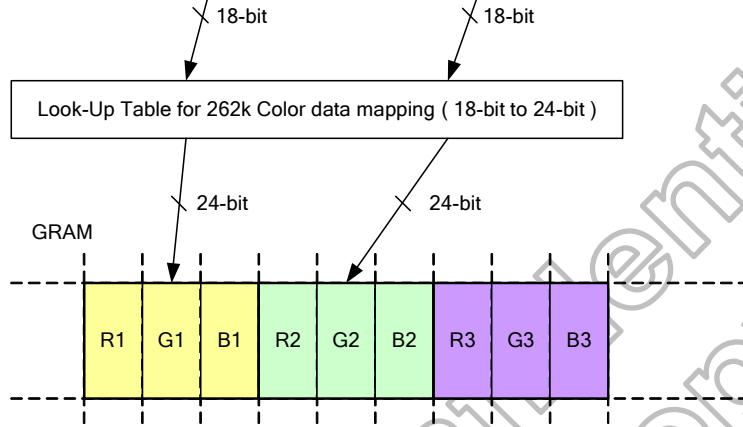 18-bit 18-bit
Look-Up Table for 262k Color data mapping ( 18-bit to 24-bit )
24-bit 24-bit
GRAM
R1 G1 B1 R2 G2 B2 R3 G3 B3